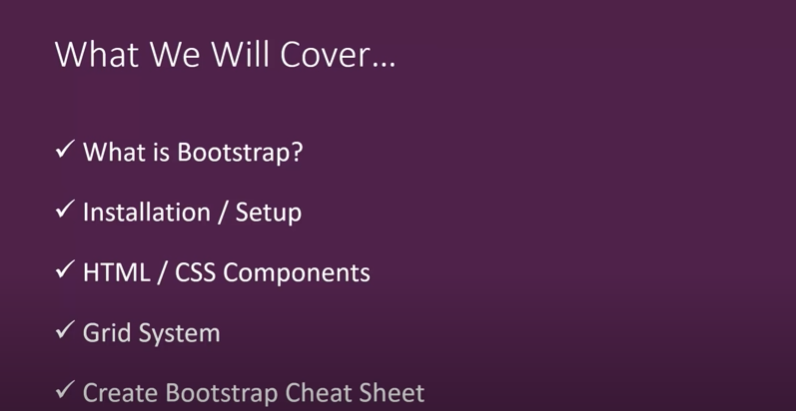 What We Will Cover...
✓ What is Bootstrap?
✓ Installation / Setup
✓ HTML / CSS Components
✓ Grid System
✓ Create Bootstrap Cheat Sheet